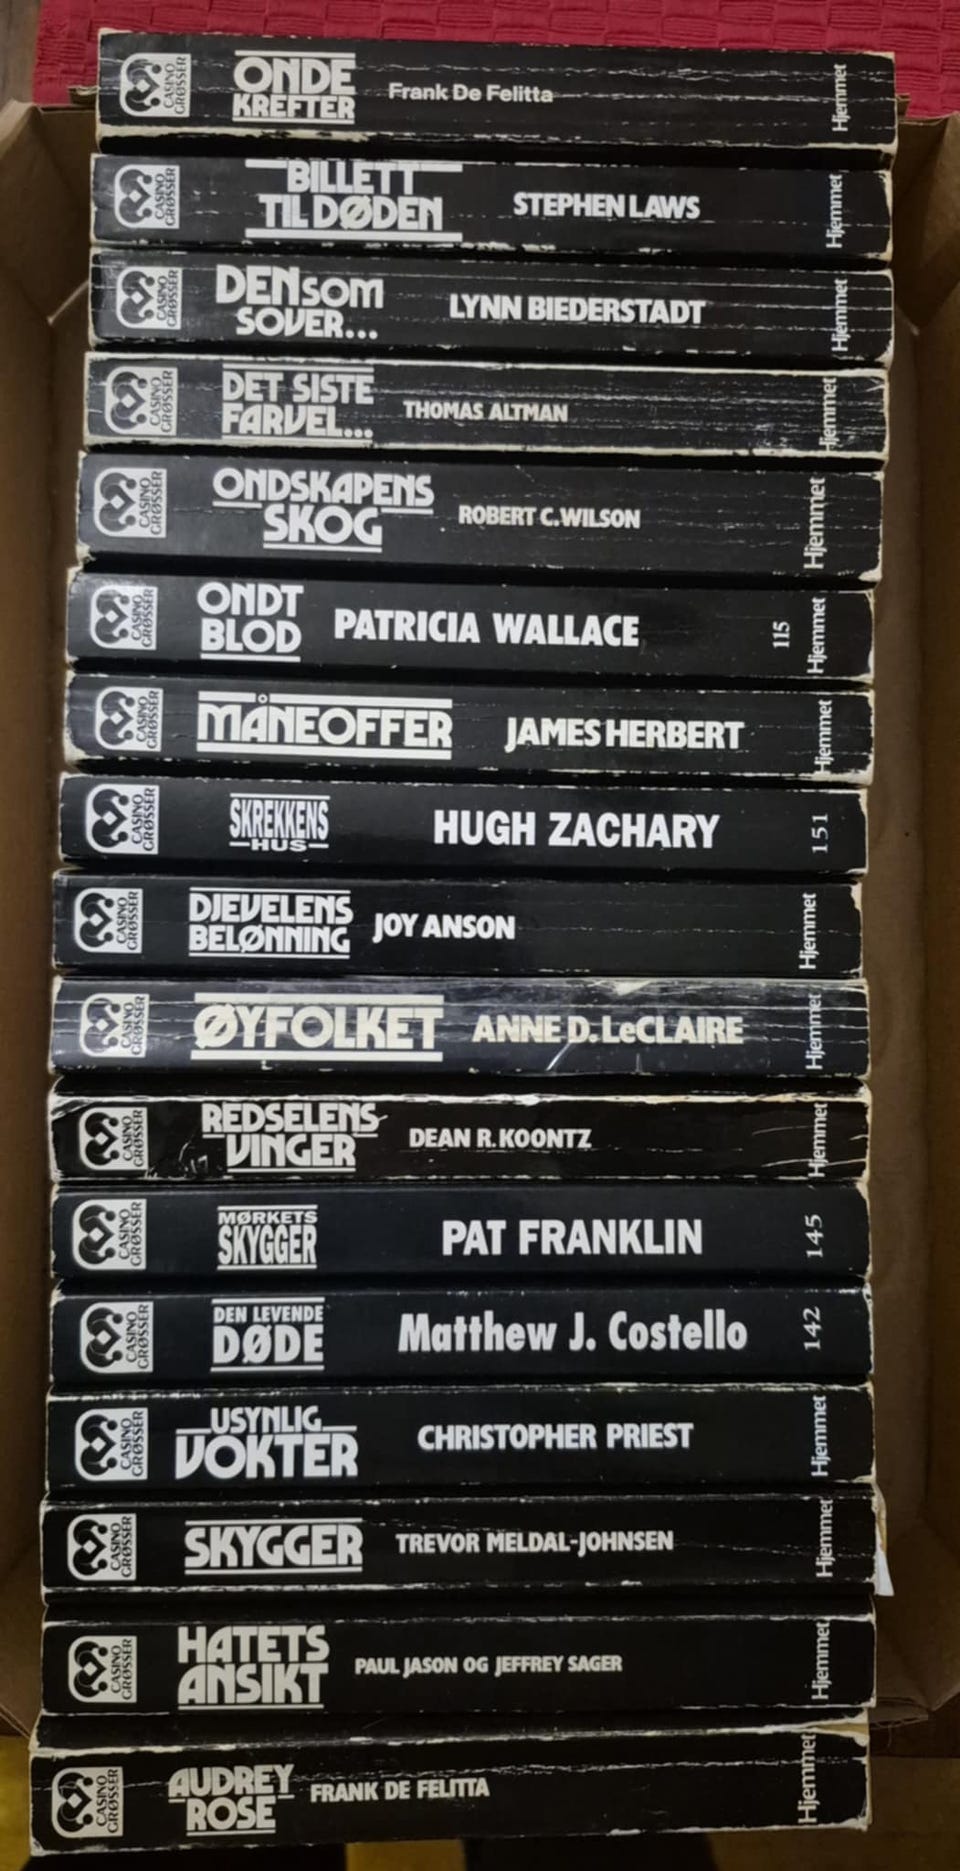 CASINO
GRØSSER
ONDE
KREFTER
Frank De Felitta
Hjemmet
CASINO
GRØSSER
BILLETT
TIL DØDEN
STEPHEN LAWS
Hjemmet
CASINO
GRØSSER
DEN SOM
SOVER...
LYNN BIEDERSTADT
Hjemmet
CASINO
GRØSSER
DET SISTE
FARVEL...
THOMAS ALTMAN
Hjemmet
CASINO
GRØSSER
ONDSKAPENS
SKOG
ROBERT C. WILSON
Hjemmet
CASINO
GRØSSER
ONDT
BLOD
PATRICIA WALLACE
115
Hjemmet
CASINO
GRØSSER
MÅNEOFFER
JAMES HERBERT
Hjemmet
CASINO
GRØSSER
SKREKKENS
HUS
HUGH ZACHARY
151
CASINO
GRØSSER
DJEVELENS
BELØNNING
JOY ANSON
Hjemmet
CASINO
GRØSSER
ØYFOLKET
ANNE D. LeCLAIRE
Hjemmet
CASINO
GRØSSER
REDSELENS
VINGER
DEAN R. KOONTZ
Hjemmet
CASINO
GRØSSER
MØRKETS
SKYGGER
PAT FRANKLIN
145
CASINO
GRØSSER
DEN LEVENDE
DØDE
Matthew J. Costello
142
CASINO
GRØSSER
USYNLIG
VOKTER
CHRISTOPHER PRIEST
Hjemmet
CASINO
GRØSSER
SKYGGER
TREVOR MELDAL-JOHNSEN
Hjemmet
CASINO
GRØSSER
HATETS
ANSIKT
PAUL JASON OG JEFFREY SAGER
Hjemmet
CASINO
GRØSSER
AUDREY
ROSE
FRANK DE FELITTA
Hjemmet